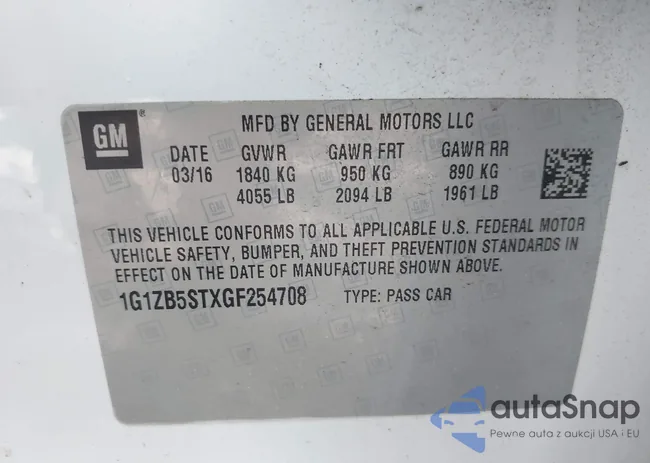 GM
MFD BY GENERAL MOTORS LLC
DATE GVWR GAWR FRT GAWR RR
03/16 1840 KG 950 KG 890 KG
4055 LB 2094 LB 1961 LB
THIS VEHICLE CONFORMS TO ALL APPLICABLE U.S. FEDERAL MOTOR
VEHICLE SAFETY, BUMPER, AND THEFT PREVENTION STANDARDS IN
EFFECT ON THE DATE OF MANUFACTURE SHOWN ABOVE.
1G1ZB5STXGF254708 TYPE: PASS CAR
autoSnap
Pewne auta z aukcji USA i EU